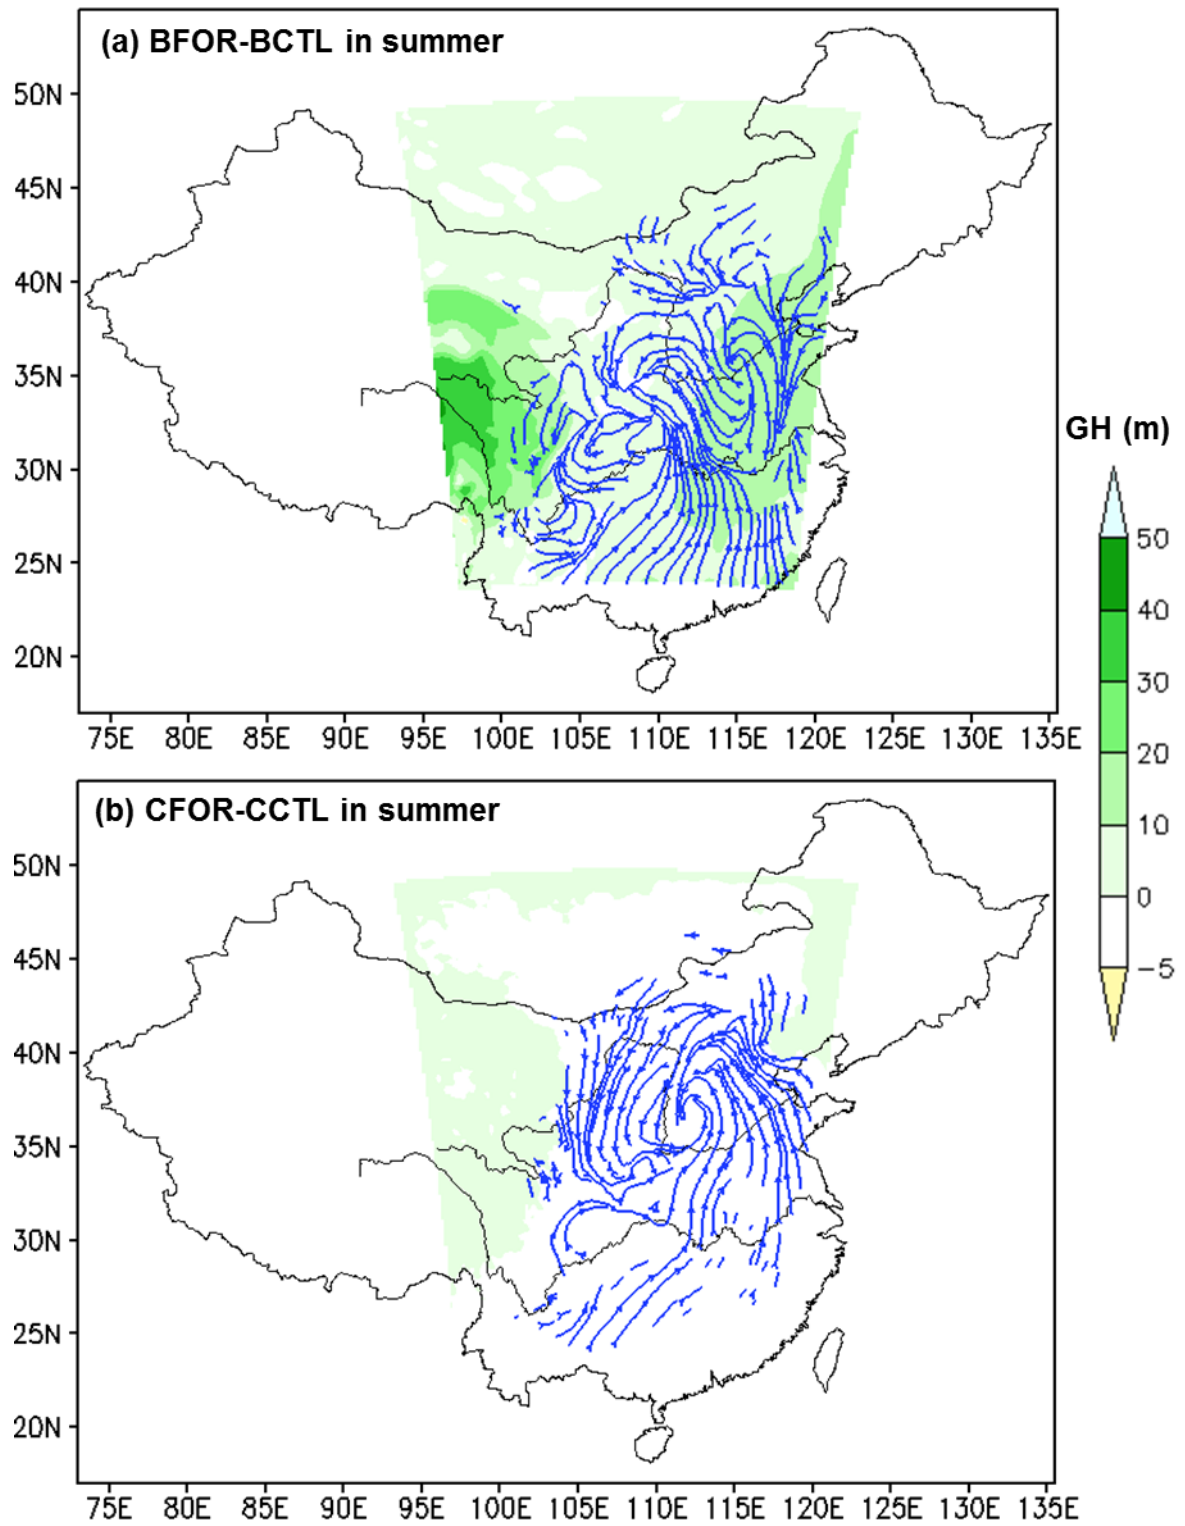 (a) BFOR-BCTL in summer
50N
45N
40N
35N
30N
25N
20N
75E 80E 85E 90E 95E 100E 105E 110E 115E 120E 125E 130E 135E
GH (m)
50
40
30
20
10
0
-5
(b) CFOR-CCTL in summer
50N
45N
40N
35N
30N
25N
20N
75E 80E 85E 90E 95E 100E 105E 110E 115E 120E 125E 130E 135E